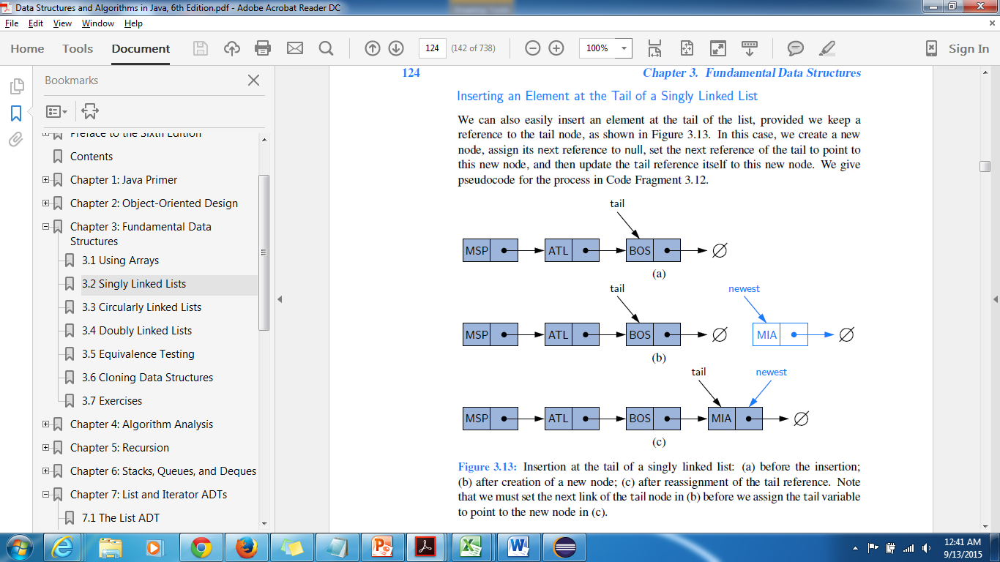 Data Structures and Algorithms in Java, 6th Edition.pdf - Adobe Acrobat Reader DC
File Edit View Window Help
Home Tools Document 124 (142 of 738) 100% Sign In
Bookmarks
Preface to the Sixth Edition
Contents
Chapter 1: Java Primer
Chapter 2: Object-Oriented Design
Chapter 3: Fundamental Data
Structures
3.1 Using Arrays
3.2 Singly Linked Lists
3.3 Circularly Linked Lists
3.4 Doubly Linked Lists
3.5 Equivalence Testing
3.6 Cloning Data Structures
3.7 Exercises
Chapter 4: Algorithm Analysis
Chapter 5: Recursion
Chapter 6: Stacks, Queues, and Deques
Chapter 7: List and Iterator ADTs
7.1 The List ADT
124 Chapter 3. Fundamental Data Structures
Inserting an Element at the Tail of a Singly Linked List
We can also easily insert an element at the tail of the list, provided we keep a
reference to the tail node, as shown in Figure 3.13. In this case, we create a new
node, assign its next reference to null, set the next reference of the tail to point to
this new node, and then update the tail reference itself to this new node. We give
pseudocode for the process in Code Fragment 3.12.
tail
MSP ATL BOS ∅
(a)
tail newest
MSP ATL BOS ∅ MIA ∅
(b)
tail newest
MSP ATL BOS MIA ∅
(c)
Figure 3.13: Insertion at the tail of a singly linked list: (a) before the insertion;
(b) after creation of a new node; (c) after reassignment of the tail reference. Note
that we must set the next link of the tail node in (b) before we assign the tail variable
to point to the new node in (c).
12:41 AM
9/13/2015